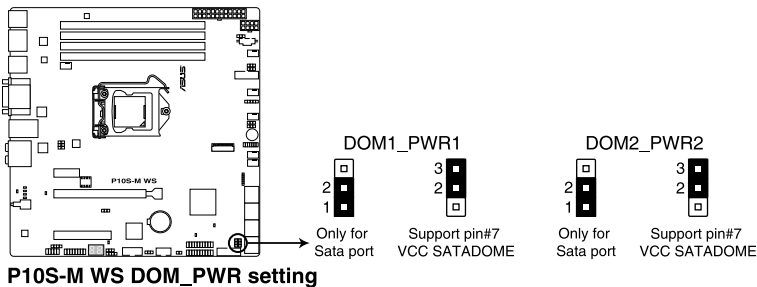 ASUS
P10S-M WS
DOM1_PWR1
2
1
Only for
Sata port
3
2
Support pin#7
VCC SATADOME
DOM2_PWR2
2
1
Only for
Sata port
3
2
Support pin#7
VCC SATADOME
P10S-M WS DOM_PWR setting